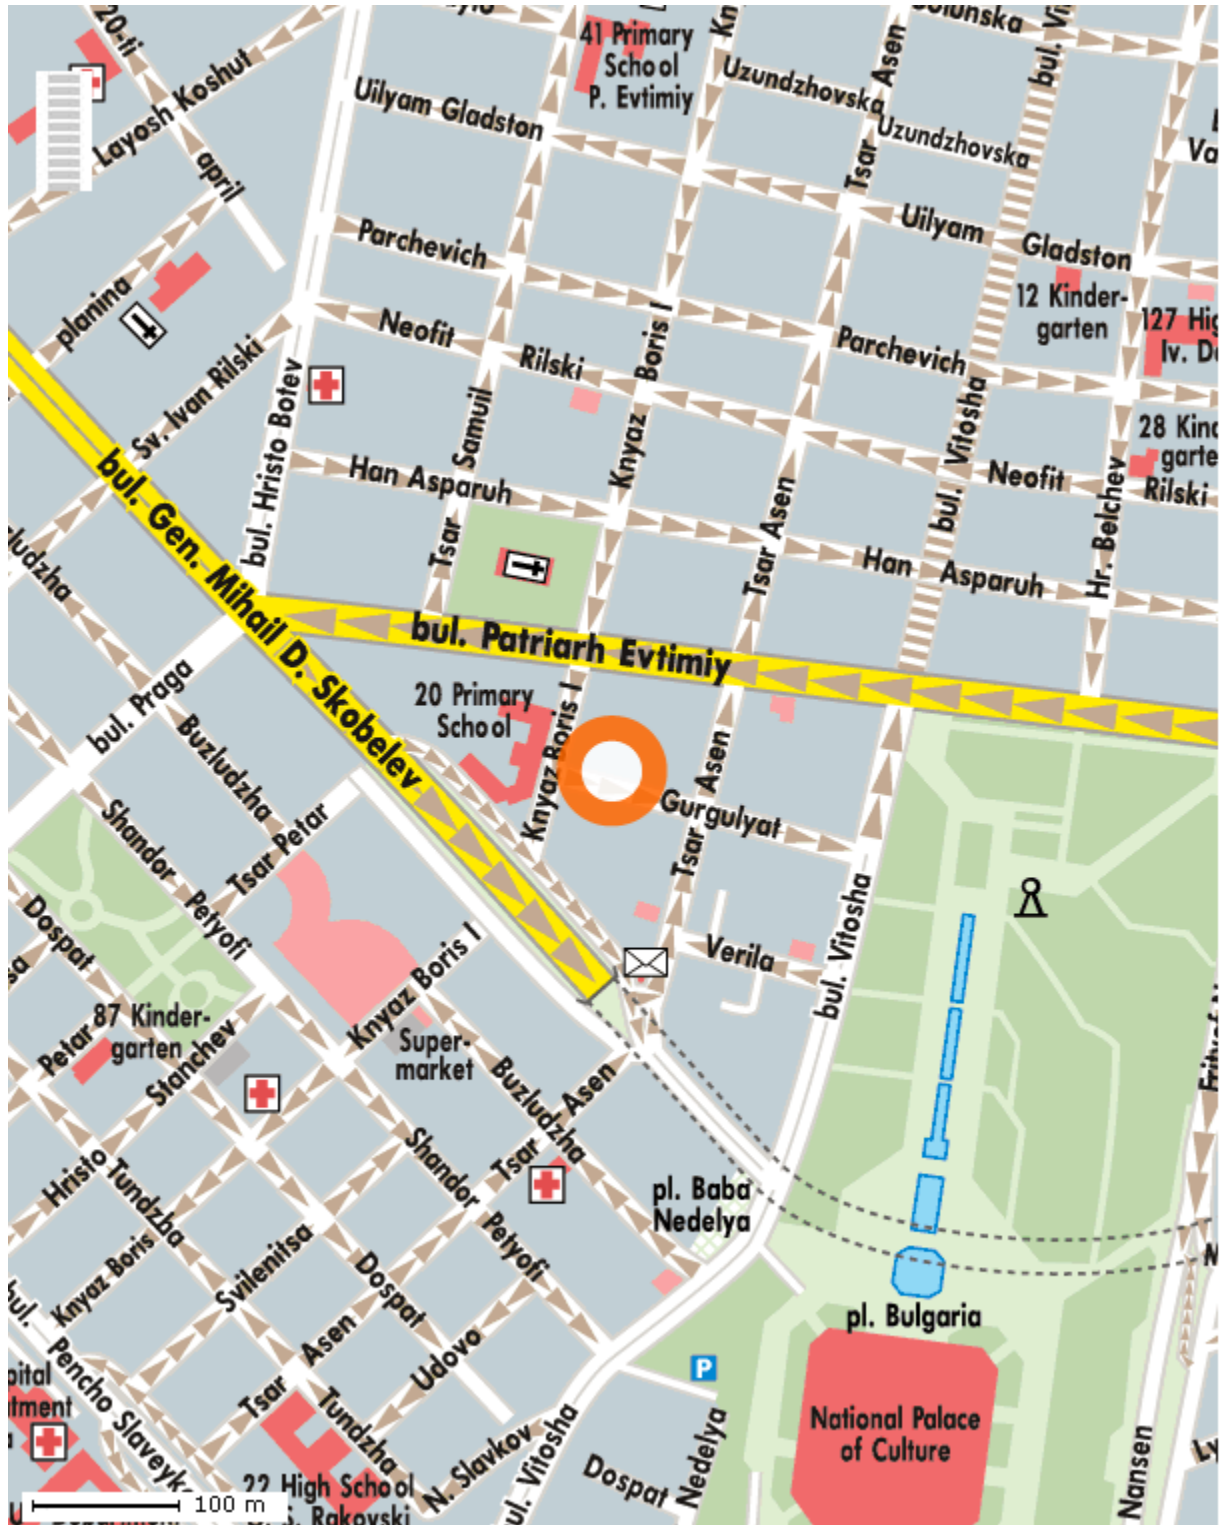 20-ti
41 Primary
School
P. Evtimiy
Solunska
Uzundzhovska
Asen
bul.
Layosh Koshut
Uilyam Gladston
Uzundzhovska
april
Tsar
Uilyam
Gladston
Parchevich
planina
12 Kinder-
garten
Neofit
Rilski
Boris I
Parchevich
Sv. Ivan Rilski
bul. Hristo Botev
Samuil
Knyaz
Vitosha
28
Han Asparuh
Tsar Asen
bul.
Neofit
Rilski
Hr. Belchev
Tsar
Han
Asparuh
bul. Gen. Mihail D. Skobelev
bul. Patriarh Evtimiy
20 Primary
School
bul. Praga
Knyaz Boris I
Asen
Buzludzha
Gurgulyat
Tsar
Shandor
Tsar Petar
Petyofi
Dospat
bul. Vitosha
Verila
Knyaz Boris I
87 Kinder-
garten
Petar
Stanchev
Super-
market
Buzludzha
Asen
Tsar
Hristo
Tundzha
Shandor
Petyofi
pl. Baba
Nedelya
Knyaz Boris
Svilenitsa
Dospat
pl. Bulgaria
bul.
Pencho Slaveykov
Asen
Udovo
P
Tsar
Tundzha
National Palace
of Culture
N. Slavkov
Vitosha
Dospat
Nedelya
Nansen
22 High School
S. Rakovski
100 m